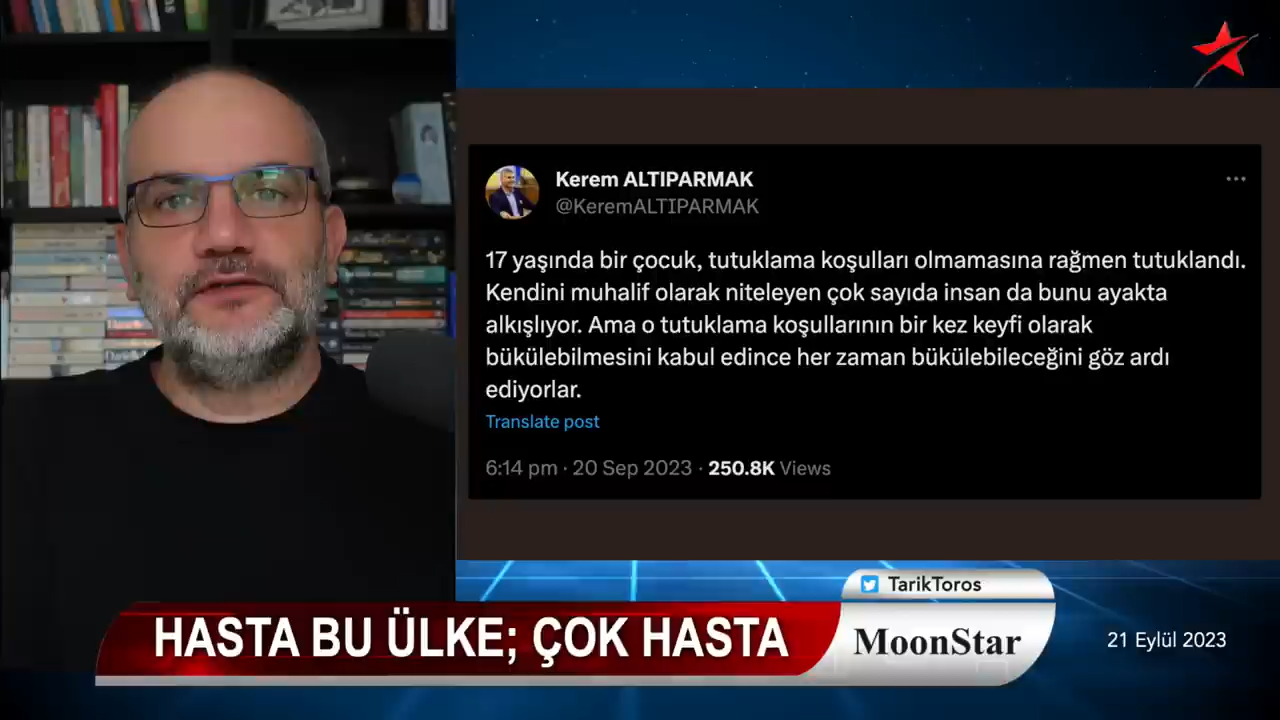 Kerem ALTIPARMAK
@KeremALTIPARMAK
17 yaşında bir çocuk, tutuklama koşulları olmamasına rağmen tutuklandı.
Kendini muhalif olarak niteleyen çok sayıda insan da bunu ayakta
alkışlıyor. Ama o tutuklama koşullarının bir kez keyfi olarak
bükülebilmesini kabul edince her zaman bükülebileceğini göz ardı
ediyorlar.
Translate post
6:14 pm · 20 Sep 2023 · 250.8K Views
TarikToros
HASTA BU ÜLKE; ÇOK HASTA
MoonStar
21 Eylül 2023